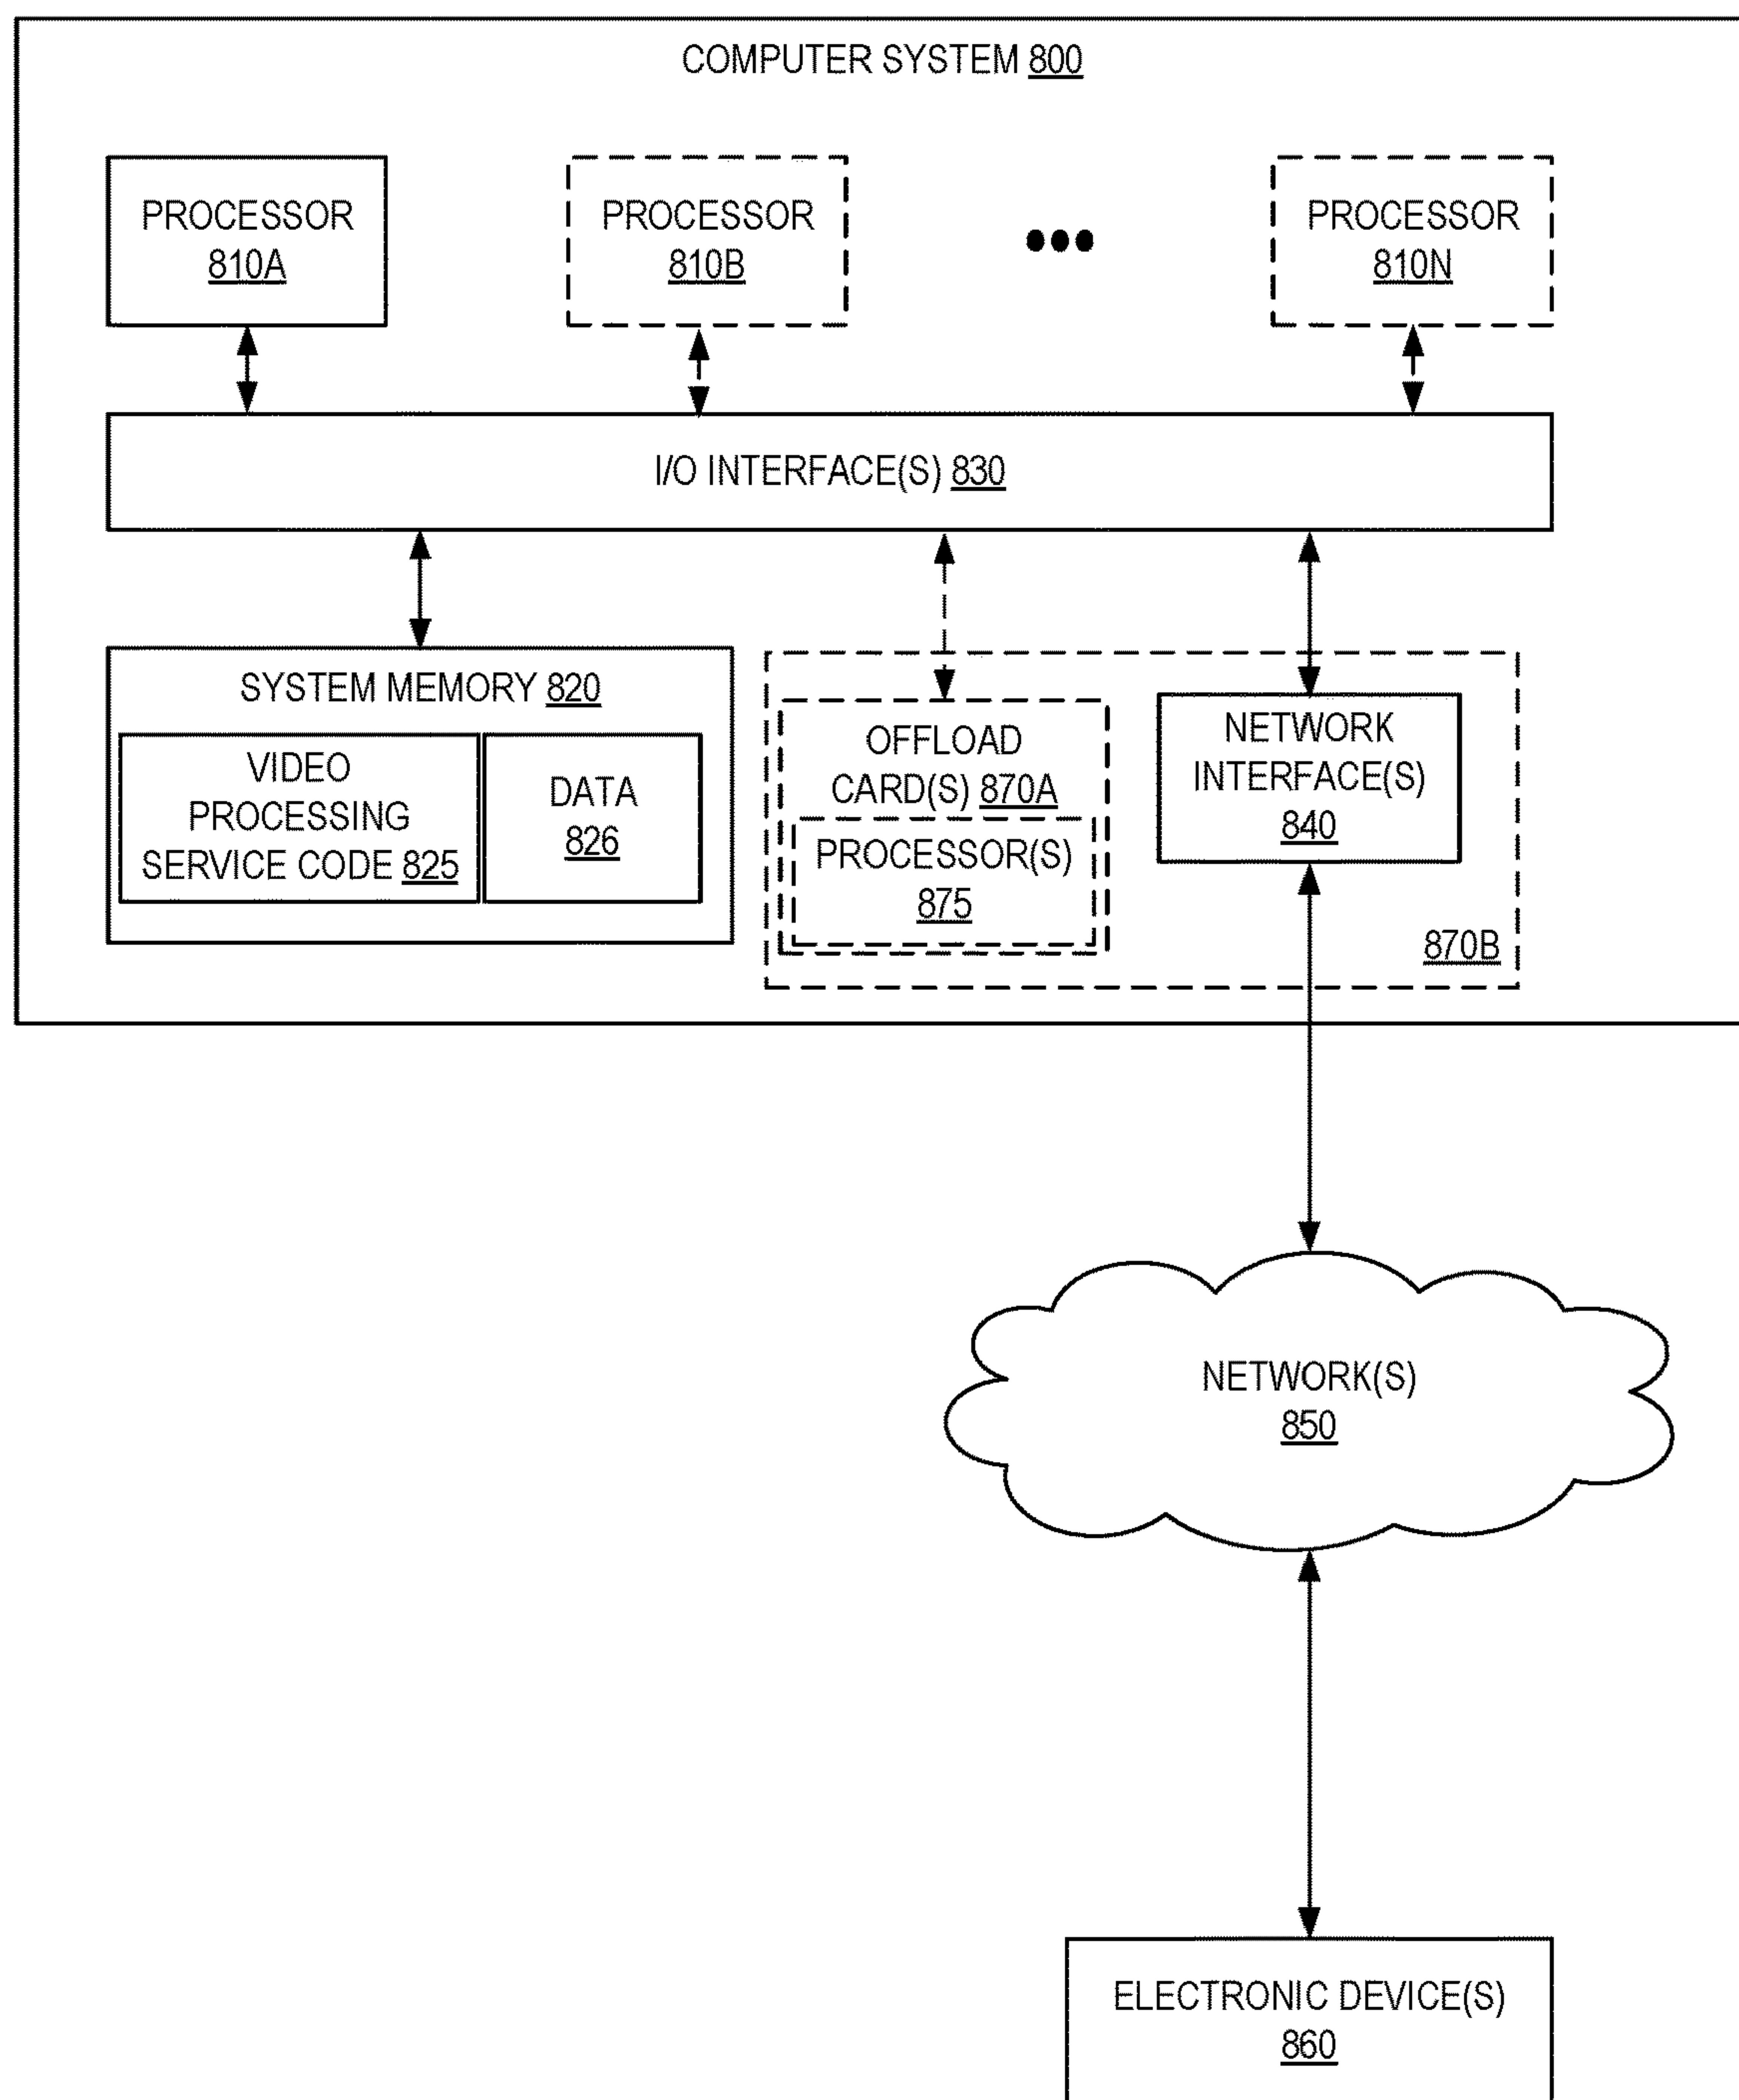 COMPUTER SYSTEM 800
PROCESSOR
810A
PROCESSOR
810B
PROCESSOR
810N
I/O INTERFACE(S) 830
SYSTEM MEMORY 820
VIDEO
PROCESSING
SERVICE CODE 825
DATA
826
OFFLOAD
CARD(S) 870A
PROCESSOR(S)
875
NETWORK
INTERFACE(S)
840
870B
NETWORK(S)
850
ELECTRONIC DEVICE(S)
860